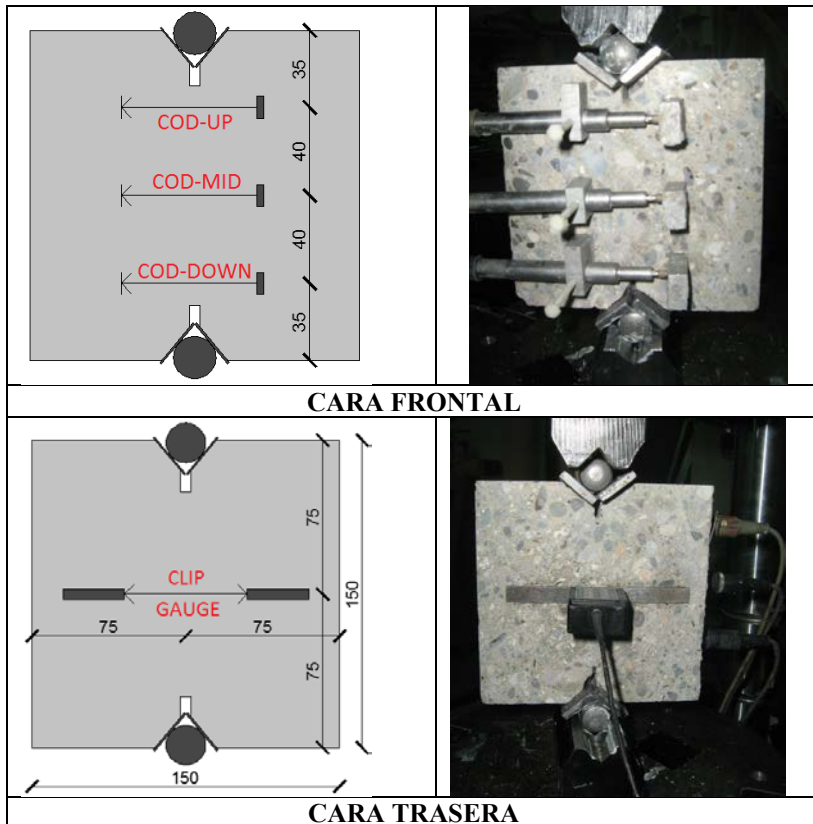 COD-UP
COD-MID
COD-DOWN
35
40
40
35
CARA FRONTAL
CLIP
GAUGE
75
75
75
75
150
150
CARA TRASERA